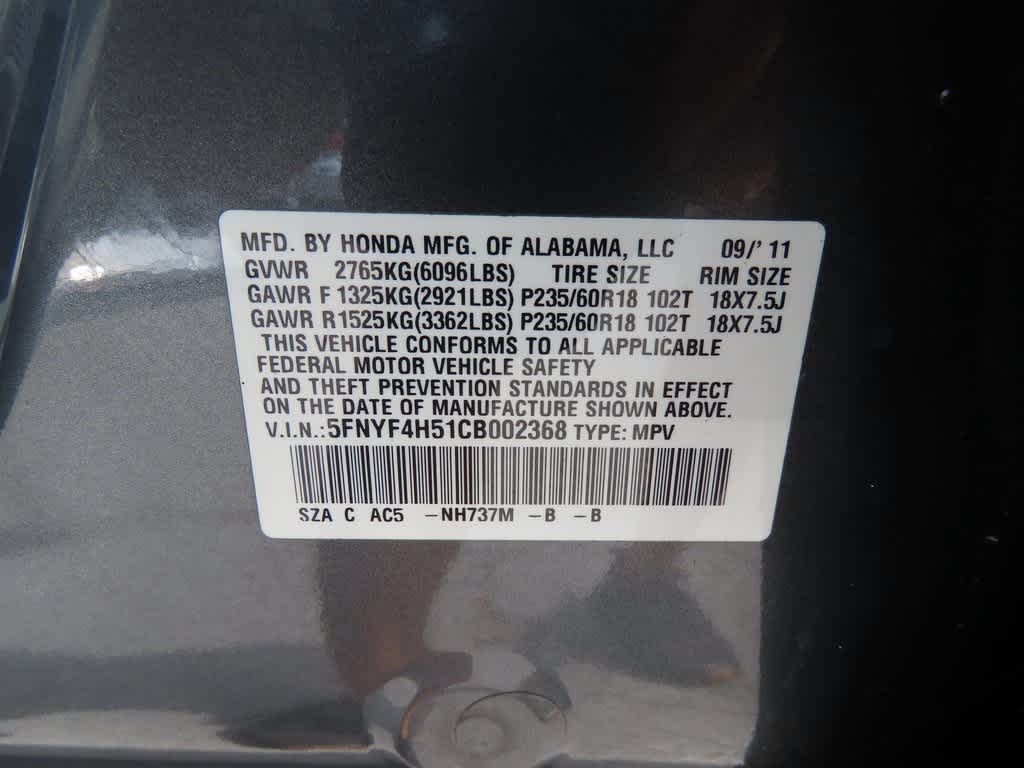 MFD. BY HONDA MFG. OF ALABAMA, LLC 09/' 11
GVWR 2765KG(6096LBS) TIRE SIZE RIM SIZE
GAWR F 1325KG(2921LBS) P235/60R18 102T 18X7.5J
GAWR R1525KG(3362LBS) P235/60R18 102T 18X7.5J
THIS VEHICLE CONFORMS TO ALL APPLICABLE
FEDERAL MOTOR VEHICLE SAFETY
AND THEFT PREVENTION STANDARDS IN EFFECT
ON THE DATE OF MANUFACTURE SHOWN ABOVE.
V.I.N.:5FNYF4H51CB002368 TYPE: MPV
SZA C AC5 -NH737M -B -B